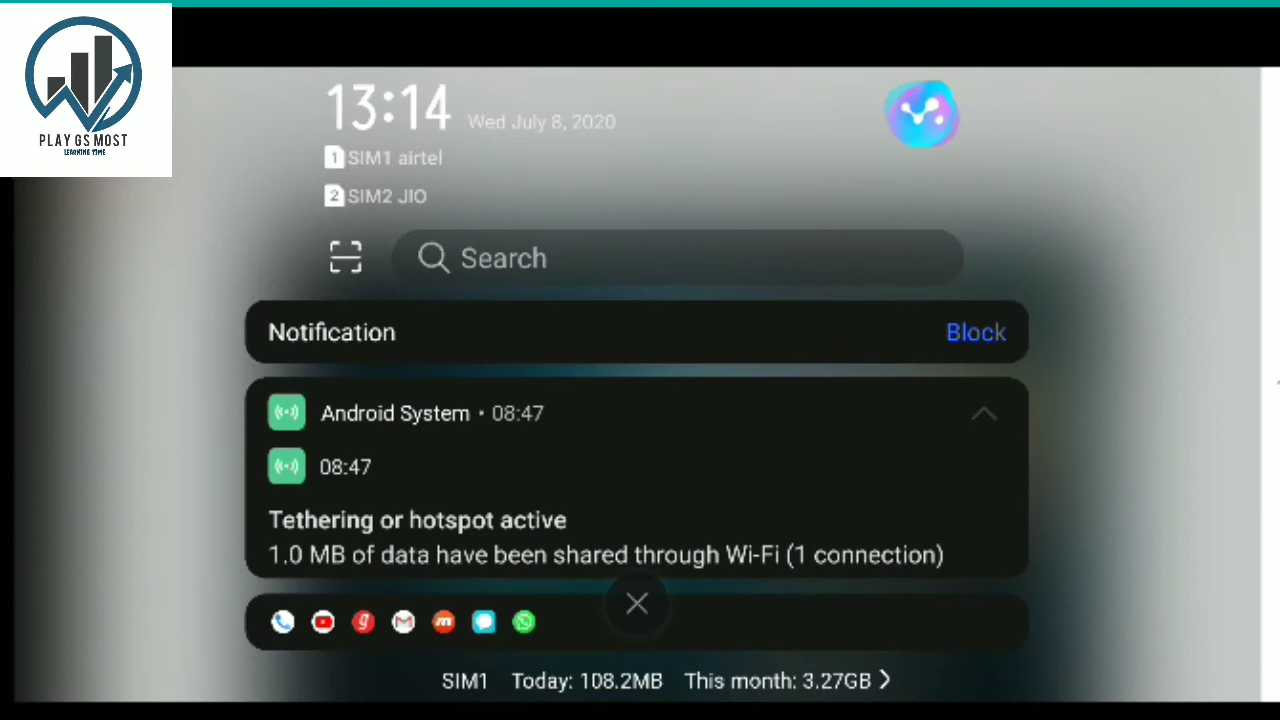 PLAY GS MOST
LEARNING TIME
13:14 Wed July 8, 2020
1 SIM1 airtel
2 SIM2 JIO
Search
Notification Block
Android System • 08:47
08:47
Tethering or hotspot active
1.0 MB of data have been shared through Wi-Fi (1 connection)
SIM1 Today: 108.2MB This month: 3.27GB